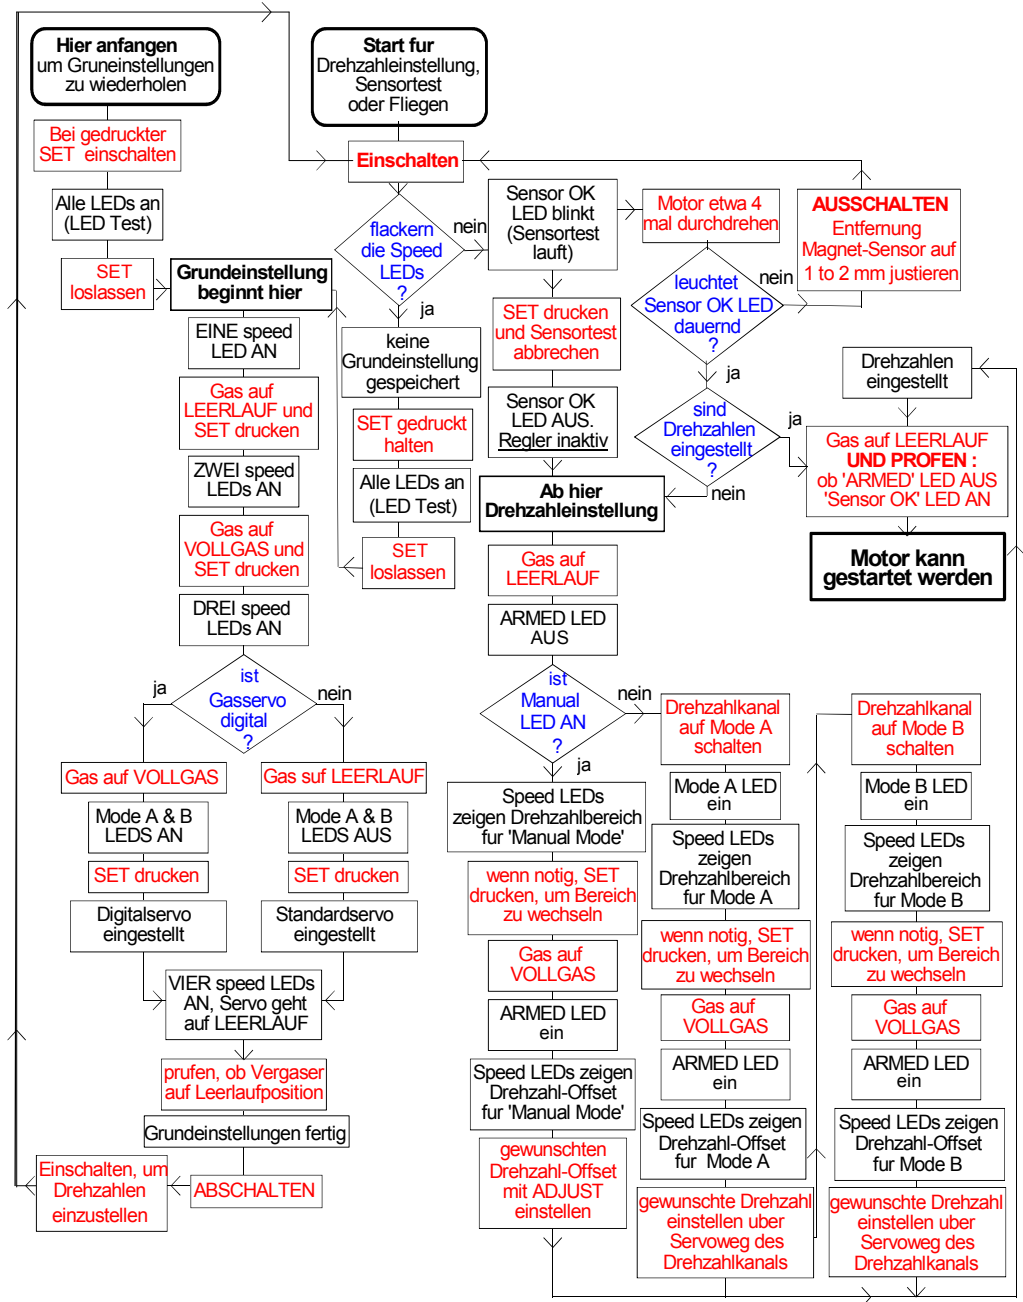 Hier anfangen
um Gruneinstellungen
zu wiederholen
Bei gedruckter
SET einschalten
Alle LEDs an
(LED Test)
SET
loslassen
Grundeinstellung
beginnt hier
EINE speed
LED AN
Gas auf
LEERLAUF und
SET drucken
ZWEI speed
LEDs AN
Gas auf
VOLLGAS und
SET drucken
DREI speed
LEDs AN
ist
Gasservo
digital
?
ja
nein
Gas auf VOLLGAS
Mode A & B
LEDS AN
SET drucken
Digitalservo
eingestellt
Gas suf LEERLAUF
Mode A & B
LEDS AUS
SET drucken
Standardservo
eingestellt
VIER speed LEDs
AN, Servo geht
auf LEERLAUF
prufen, ob Vergaser
auf Leerlaufposition
Grundeinstellungen fertig
ABSCHALTEN
Einschalten, um
Drehzahlen
einzustellen
Start fur
Drehzahleinstellung,
Sensortest
oder Fliegen
Einschalten
flackern
die Speed
LEDs
?
nein
ja
keine
Grundeinstellung
gespeichert
SET gedruckt
halten
Alle LEDs an
(LED Test)
SET
loslassen
Sensor OK
LED blinkt
(Sensortest
lauft)
SET drucken
und Sensortest
abbrechen
Sensor OK
LED AUS.
Regler inaktiv
Ab hier
Drehzahleinstellung
Motor etwa 4
mal durchdrehen
leuchtet
Sensor OK LED
dauernd
?
nein
ja
AUSSCHALTEN
Entfernung
Magnet-Sensor auf
1 to 2 mm justieren
sind
Drehzahlen
eingestellt
?
ja
nein
Drehzahlen
eingestellt
Gas auf LEERLAUF
UND PROFEN :
ob 'ARMED' LED AUS
'Sensor OK' LED AN
Motor kann
gestartet werden
Gas auf
LEERLAUF
ARMED LED
AUS
ist
Manual
LED AN
?
nein
ja
Speed LEDs
zeigen Drehzahlbereich
fur 'Manual Mode'
wenn notig, SET
drucken, um Bereich
zu wechseln
Gas auf
VOLLGAS
ARMED LED
ein
Speed LEDs zeigen
Drehzahl-Offset
fur 'Manual Mode'
gewunschten
Drehzahl-Offset
mit ADJUST
einstellen
Drehzahlkanal
auf Mode A
schalten
Mode A LED
ein
Speed LEDs
zeigen
Drehzahlbereich
fur Mode A
wenn notig, SET
drucken, um Bereich
zu wechseln
Gas auf
VOLLGAS
ARMED LED
ein
Speed LEDs zeigen
Drehzahl-Offset
fur Mode A
gewunschte Drehzahl
einstellen uber
Servoweg des
Drehzahlkanals
Drehzahlkanal
auf Mode B
schalten
Mode B LED
ein
Speed LEDs
zeigen
Drehzahlbereich
fur Mode B
wenn notig, SET
drucken, um Bereich
zu wechseln
Gas auf
VOLLGAS
ARMED LED
ein
Speed LEDs zeigen
Drehzahl-Offset
fur Mode B
gewunschte Drehzahl
einstellen uber
Servoweg des
Drehzahlkanals